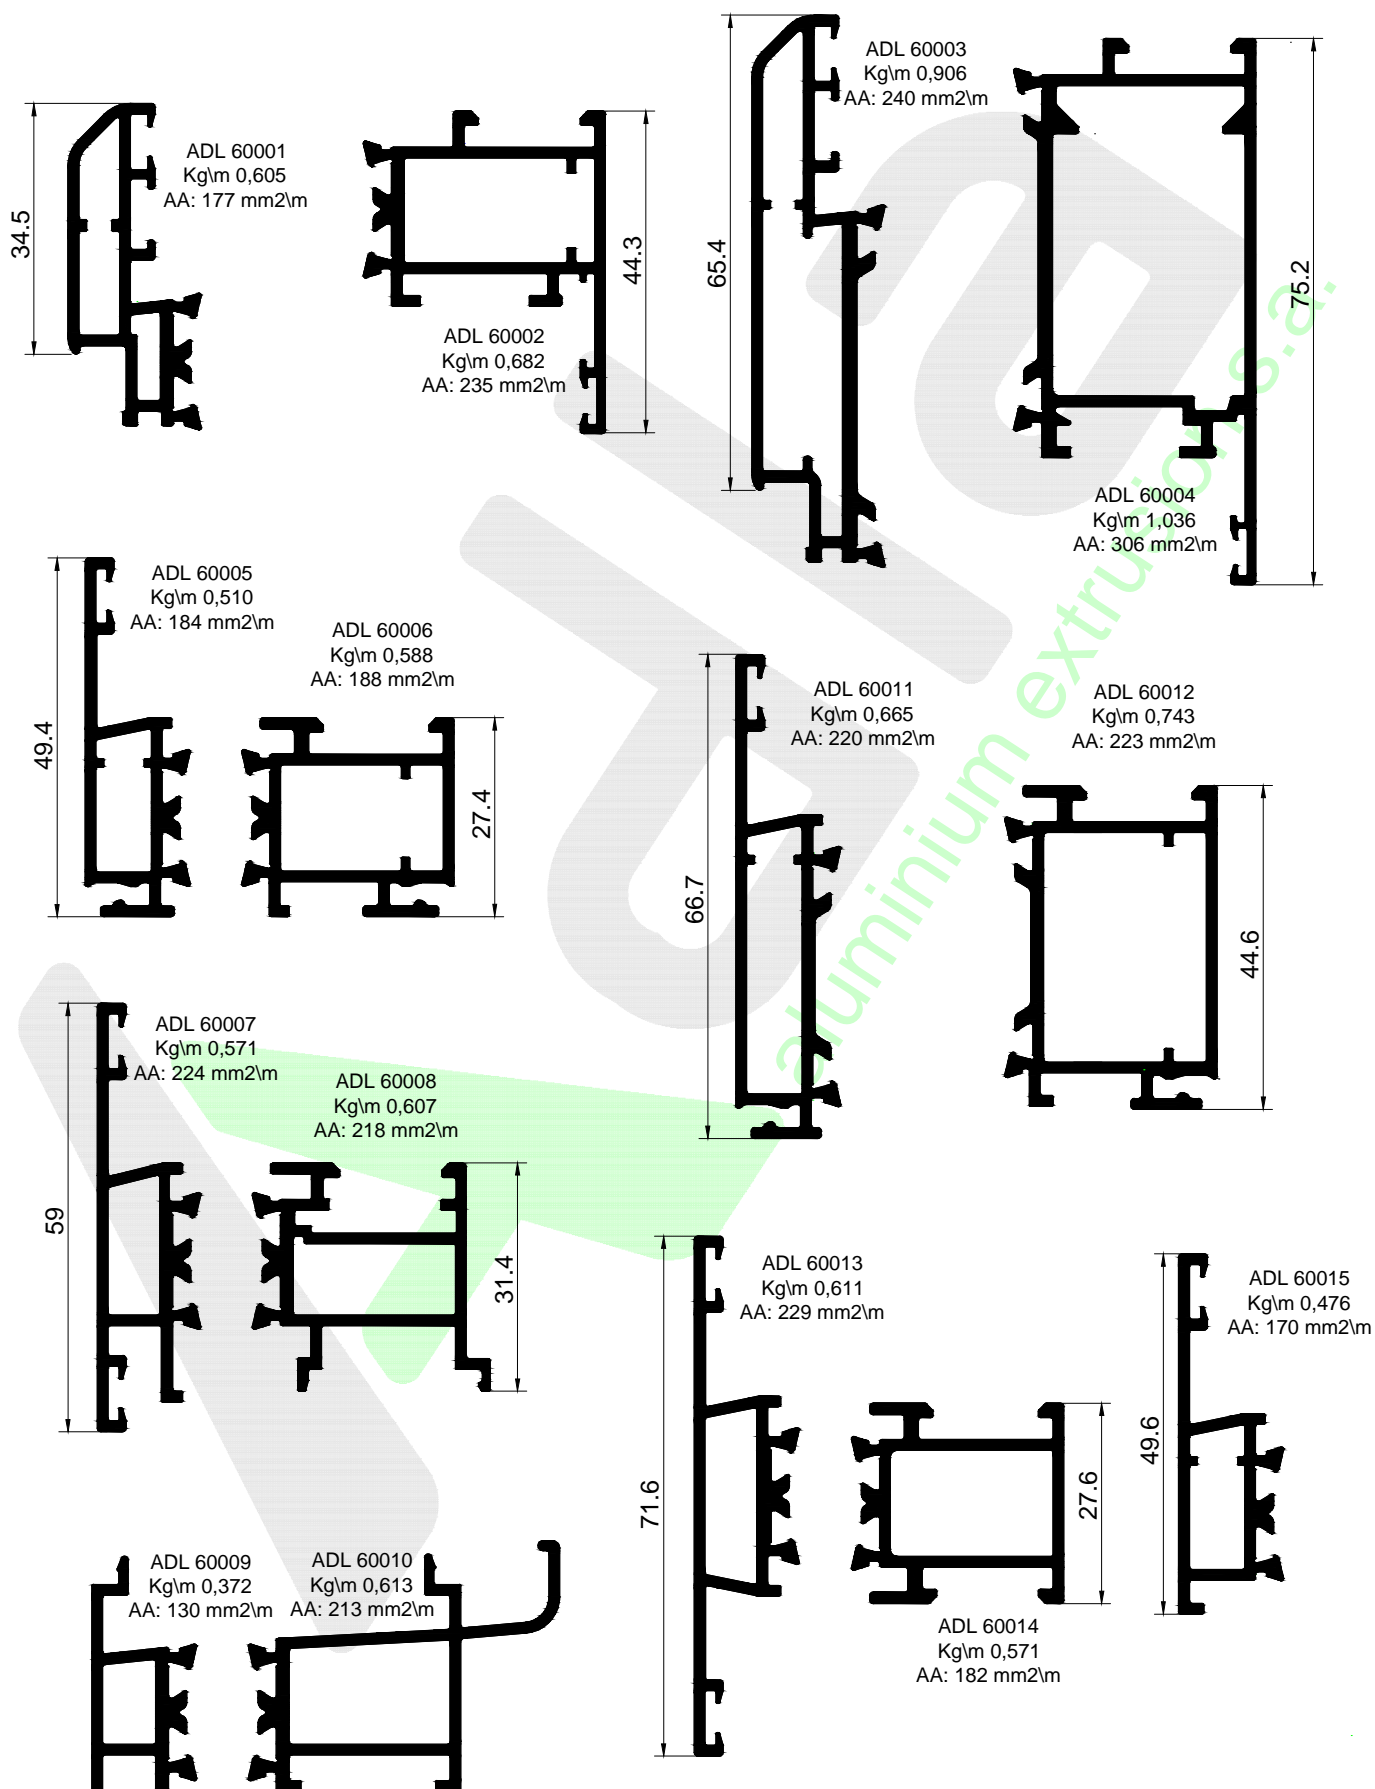 ADL 60003
Kg\m 0,906
AA: 240 mm2\m
65.4
75.2
ADL 60001
Kg\m 0,605
AA: 177 mm2\m
34.5
44.3
ADL 60002
Kg\m 0,682
AA: 235 mm2\m
ADL 60004
Kg\m 1,036
AA: 306 mm2\m
ADL 60005
Kg\m 0,510
AA: 184 mm2\m
49.4
ADL 60006
Kg\m 0,588
AA: 188 mm2\m
27.4
ADL 60011
Kg\m 0,665
AA: 220 mm2\m
66.7
ADL 60012
Kg\m 0,743
AA: 223 mm2\m
44.6
aluminium extrusion s.a.
ADL 60007
Kg\m 0,571
AA: 224 mm2\m
59
ADL 60008
Kg\m 0,607
AA: 218 mm2\m
31.4
ADL 60013
Kg\m 0,611
AA: 229 mm2\m
71.6
ADL 60015
Kg\m 0,476
AA: 170 mm2\m
49.6
27.6
ADL 60014
Kg\m 0,571
AA: 182 mm2\m
ADL 60009
Kg\m 0,372
AA: 130 mm2\m
ADL 60010
Kg\m 0,613
AA: 213 mm2\m